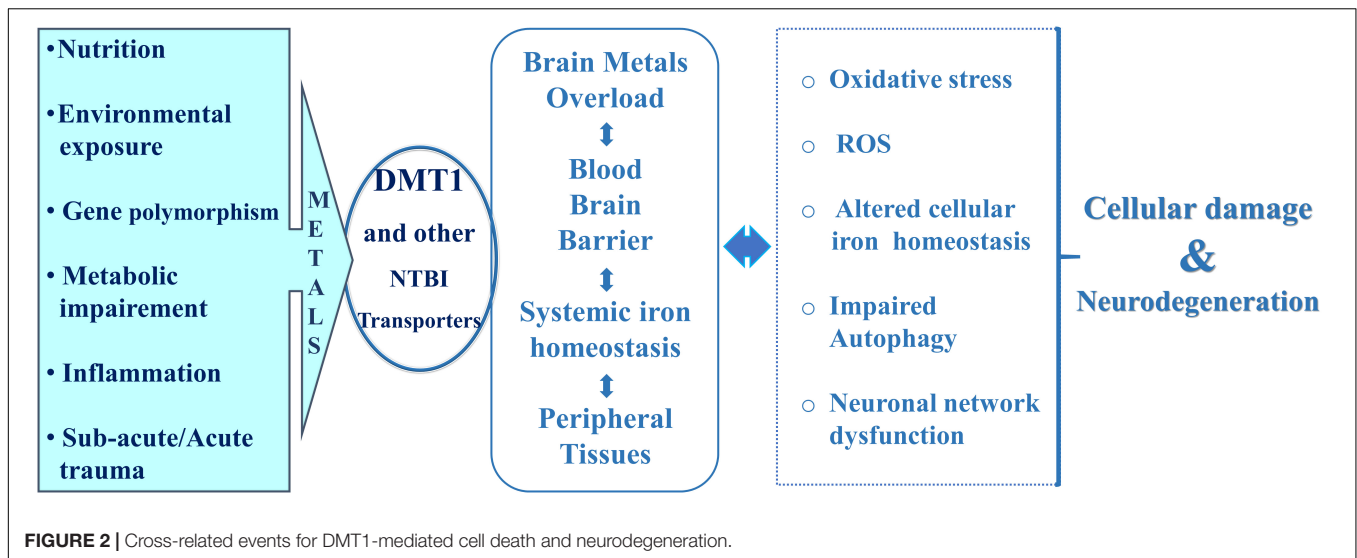 • Nutrition
• Environmental
exposure
• Gene polymorphism
• Metabolic
impairement
• Inflammation
• Sub-acute/Acute
trauma
METALS
DMT1
and other
NTBI
Transporters
Brain Metals
Overload
Blood
Brain
Barrier
Systemic iron
homeostasis
Peripheral
Tissues
○ Oxidative stress
○ ROS
○ Altered cellular
iron homeostasis
○ Impaired
Autophagy
○ Neuronal network
dysfunction
Cellular damage
&
Neurodegeneration
FIGURE 2 | Cross-related events for DMT1-mediated cell death and neurodegeneration.